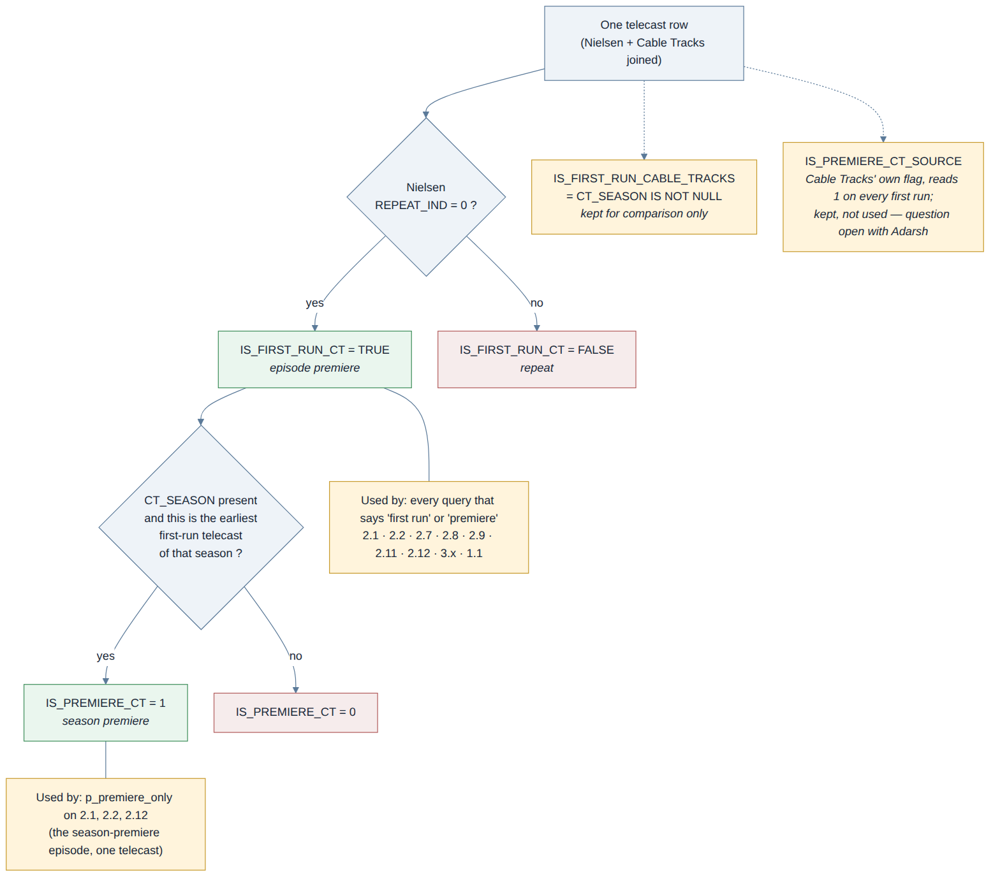 One telecast row
(Nielsen + Cable Tracks
joined)
Nielsen
REPEAT_IND = 0 ?
IS_FIRST_RUN_CABLE_TRACKS
= CT_SEASON IS NOT NULL
kept for comparison only
IS_PREMIERE_CT_SOURCE
Cable Tracks' own flag, reads
1 on every first run;
kept, not used — question
open with Adarsh
yes
no
IS_FIRST_RUN_CT = TRUE
episode premiere
IS_FIRST_RUN_CT = FALSE
repeat
CT_SEASON present
and this is the earliest
first-run telecast
of that season ?
Used by: every query that
says 'first run' or 'premiere'
2.1 · 2.2 · 2.7 · 2.8 · 2.9 ·
2.11 · 2.12 · 3.x · 1.1
yes
no
IS_PREMIERE_CT = 1
season premiere
IS_PREMIERE_CT = 0
Used by: p_premiere_only
on 2.1, 2.2, 2.12
(the season-premiere
episode, one telecast)